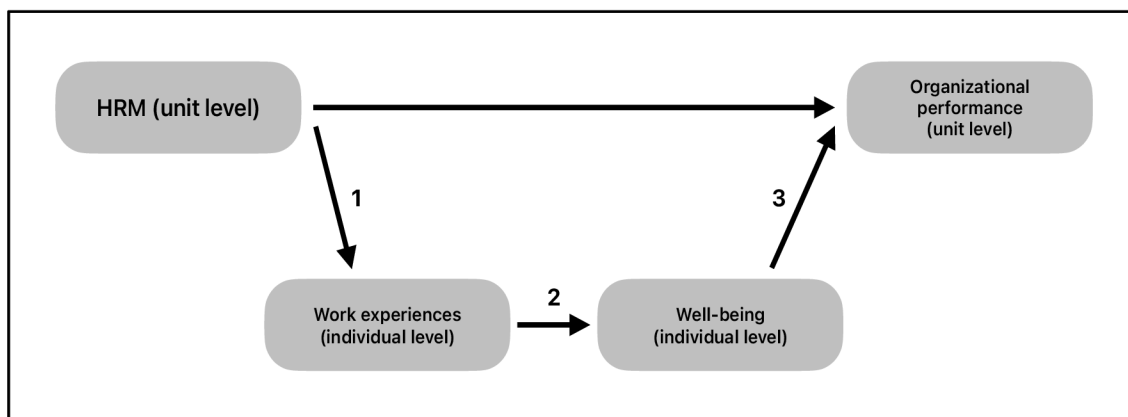 HRM (unit level)
Organizational
performance
(unit level)
1
3
2
Work experiences
(individual level)
Well-being
(individual level)